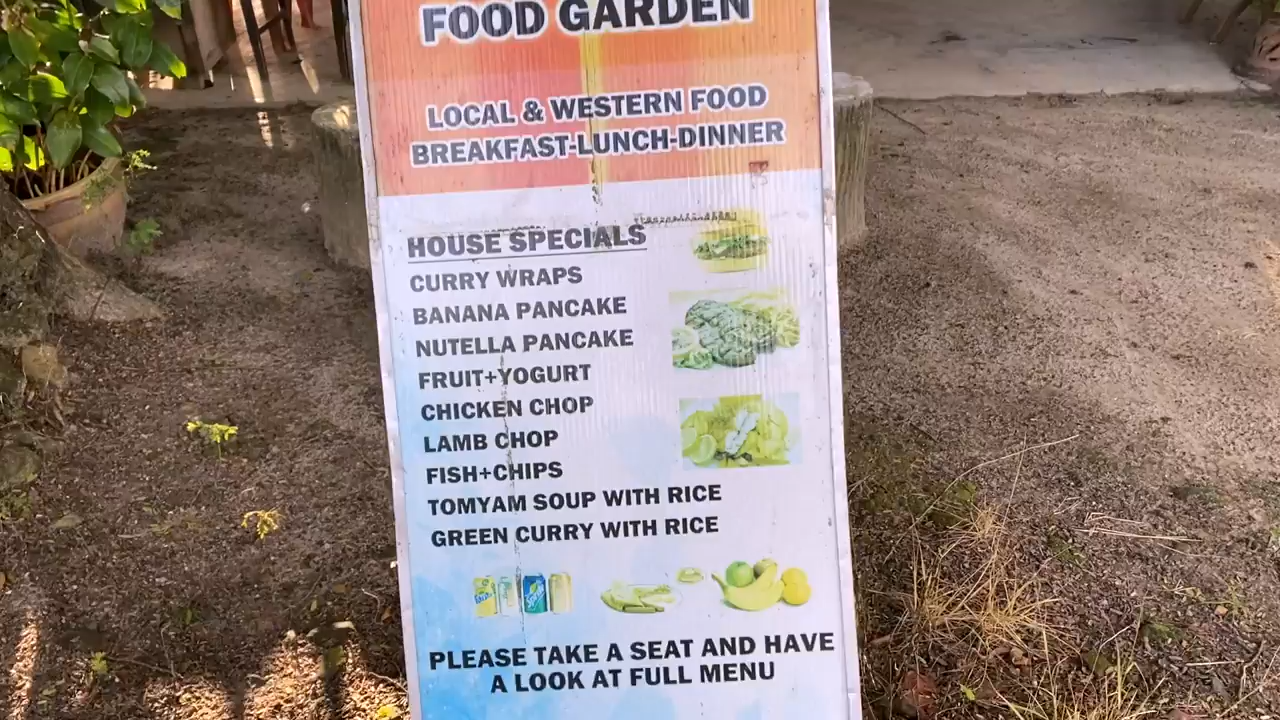 FOOD GARDEN
LOCAL & WESTERN FOOD
BREAKFAST-LUNCH-DINNER
HOUSE SPECIALS
CURRY WRAPS
BANANA PANCAKE
NUTELLA PANCAKE
FRUIT+YOGURT
CHICKEN CHOP
LAMB CHOP
FISH+CHIPS
TOMYAM SOUP WITH RICE
GREEN CURRY WITH RICE
Sprite
PLEASE TAKE A SEAT AND HAVE
A LOOK AT FULL MENU